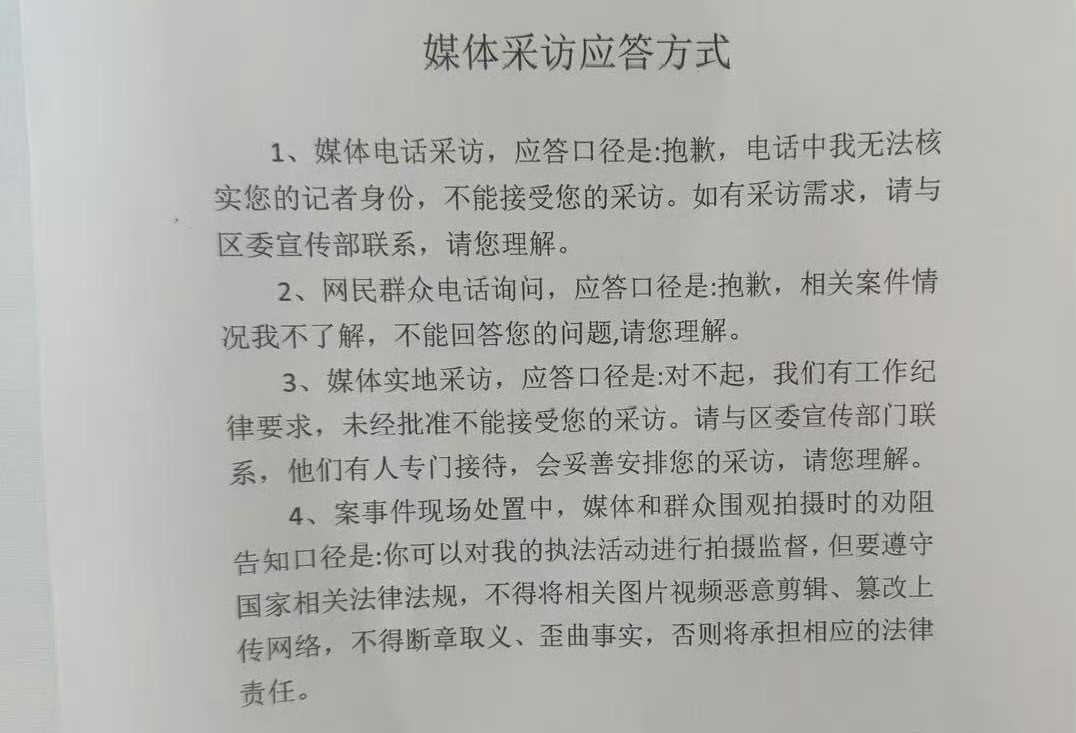 媒体采访应答方式
1、媒体电话采访，应答口径是:抱歉，电话中我无法核
实您的记者身份，不能接受您的采访。如有采访需求，请与
区委宣传部联系，请您理解。
2、网民群众电话询问，应答口径是:抱歉，相关案件情
况我不了解，不能回答您的问题,请您理解。
3、媒体实地采访，应答口径是:对不起，我们有工作纪
律要求，未经批准不能接受您的采访。请与区委宣传部门联
系，他们有人专门接待，会妥善安排您的采访，请您理解。
4、案事件现场处置中，媒体和群众围观拍摄时的劝阻
告知口径是:你可以对我的执法活动进行拍摄监督，但要遵守
国家相关法律法规，不得将相关图片视频恶意剪辑、篡改上
传网络，不得断章取义、歪曲事实，否则将承担相应的法律
责任。